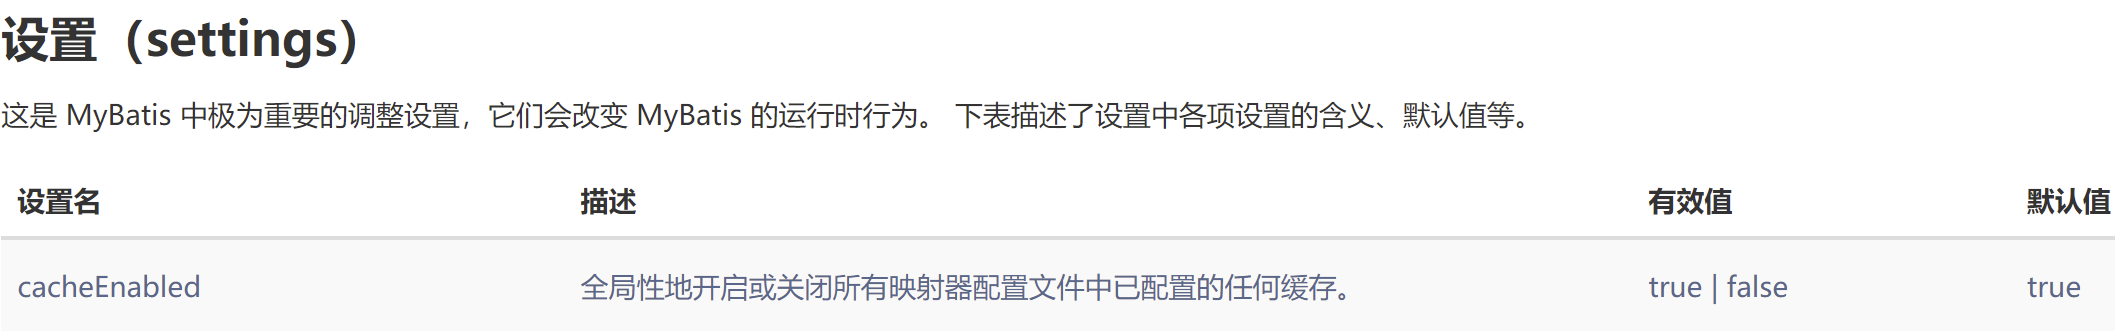 设置（settings）
这是 MyBatis 中极为重要的调整设置，它们会改变 MyBatis 的运行时行为。 下表描述了设置中各项设置的含义、默认值等。
设置名 描述 有效值 默认值
cacheEnabled 全局性地开启或关闭所有映射器配置文件中已配置的任何缓存。 true | false true